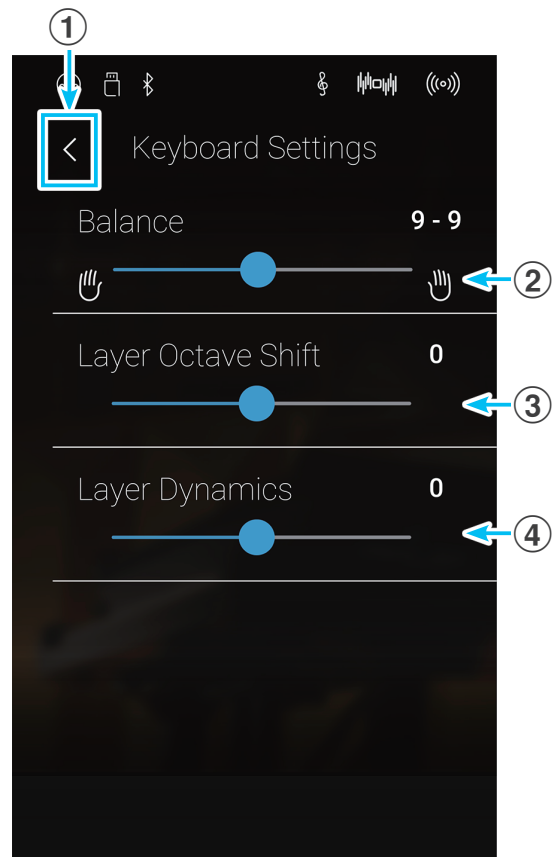 ①
Keyboard Settings
Balance 9 - 9
②
Layer Octave Shift 0
③
Layer Dynamics 0
④